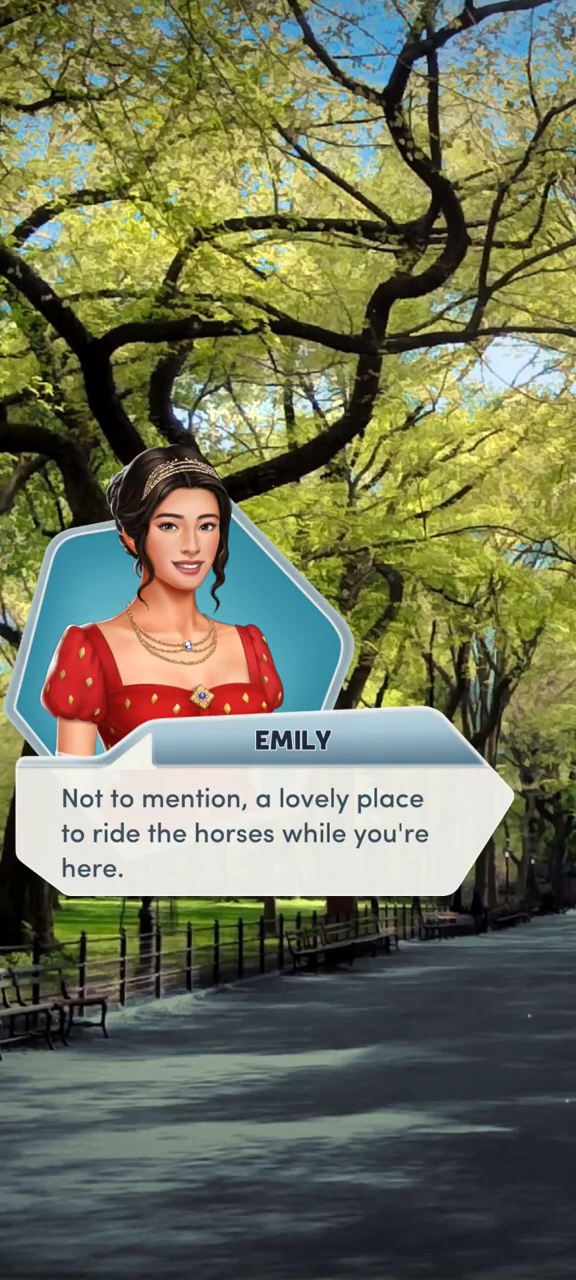 EMILY
Not to mention, a lovely place
to ride the horses while you're
here.